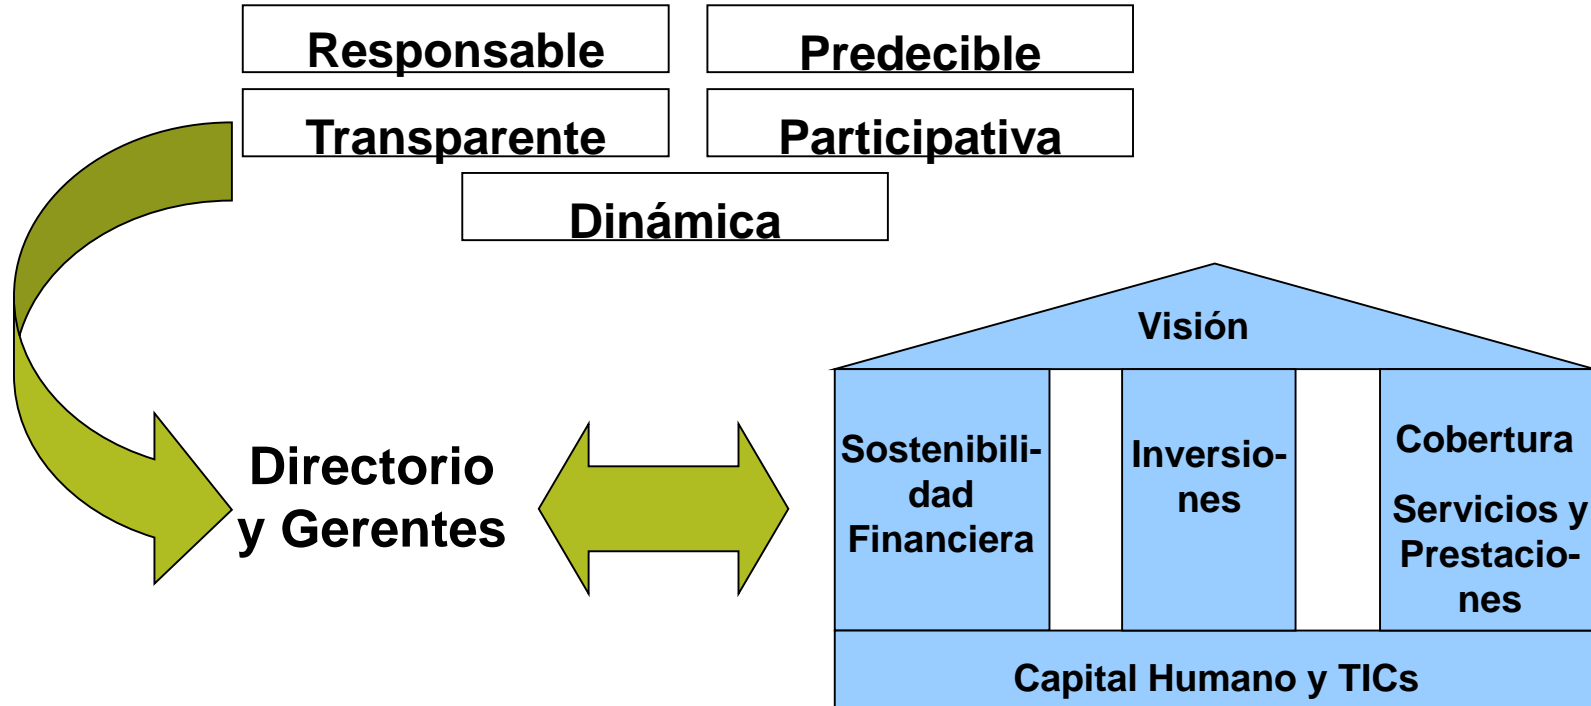 Responsable
Predecible
Transparente
Participativa
Dinámica
Visión
Directorio
y Gerentes
Sostenibili-
dad
Financiera
Inversio-
nes
Cobertura
Servicios y
Prestacio-
nes
Capital Humano y TICs